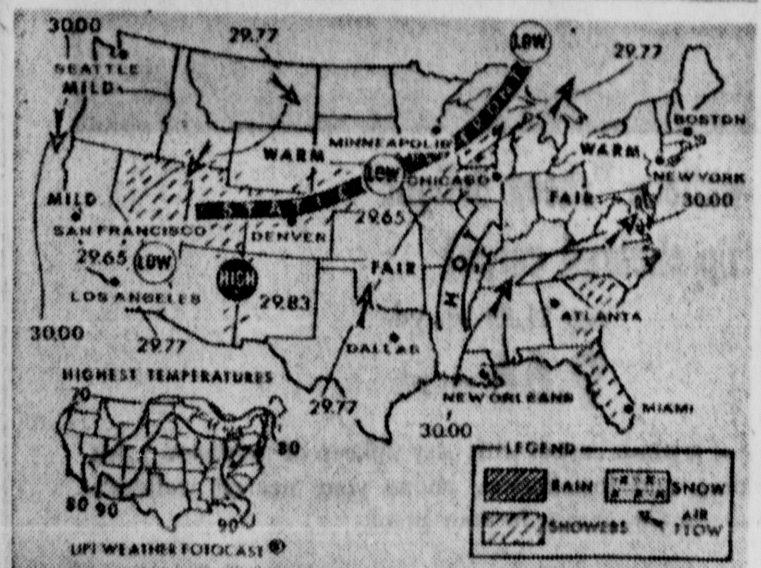 30.00
29.77
LOW
29.77
SEATTLE
MILD
BOSTON
MINNEAPOLIS
WARM
WARM
LOW
CHICAGO
NEW YORK
MILD
FAIR
30.00
SAN FRANCISCO
STATIONARY FRONT
29.65
DENVER
29.65
LOW
HIGH
FAIR
HOT
LOS ANGELES
29.83
ATLANTA
30.00
29.77
DALLAS
HIGHEST TEMPERATURES
70
29.77
NEW ORLEANS
MIAMI
30.00
80
LEGEND
RAIN
SNOW
80 90
SHOWERS
AIR FLOW
90
UPI WEATHER FOTOCAST